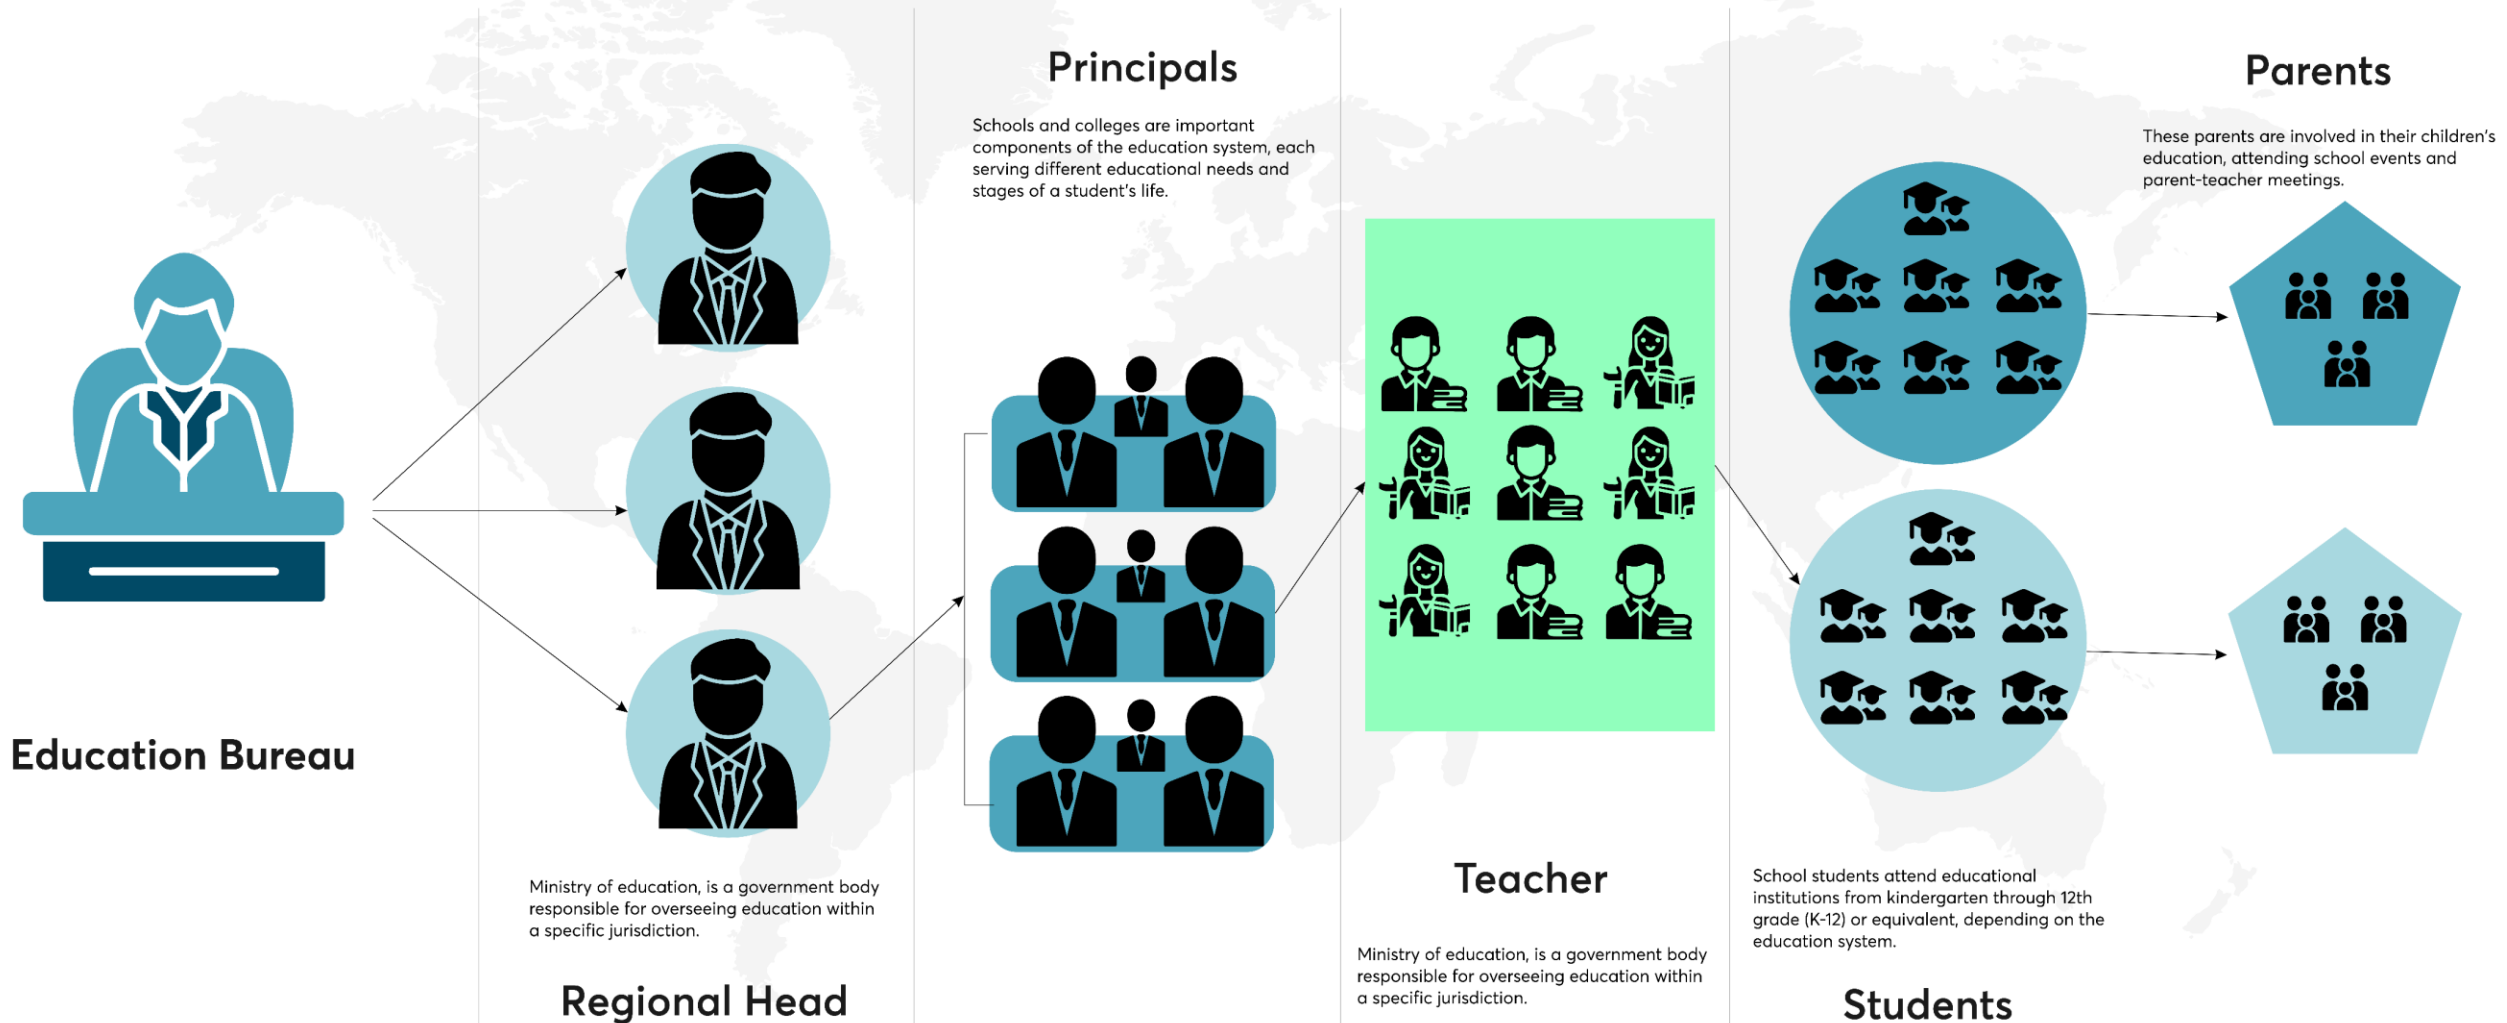 Education Bureau
Ministry of education, is a government body
responsible for overseeing education within
a specific jurisdiction.
Regional Head
Principals
Schools and colleges are important
components of the education system, each
serving different educational needs and
stages of a student's life.
Teacher
Ministry of education, is a government body
responsible for overseeing education within
a specific jurisdiction.
School students attend educational
institutions from kindergarten through 12th
grade (K-12) or equivalent, depending on the
education system.
Students
Parents
These parents are involved in their children's
education, attending school events and
parent-teacher meetings.